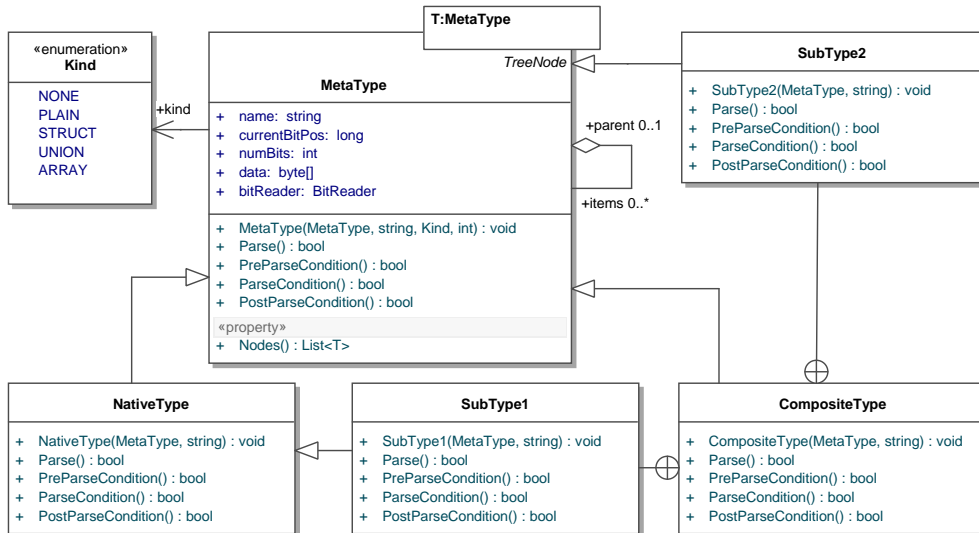 T:MetaType
«enumeration»
Kind
NONE
PLAIN
STRUCT
UNION
ARRAY
+kind
TreeNode
MetaType
+ name: string
+ currentBitPos: long
+ numBits: int
+ data: byte[]
+ bitReader: BitReader
+ MetaType(MetaType, string, Kind, int) : void
+ Parse() : bool
+ PreParseCondition() : bool
+ ParseCondition() : bool
+ PostParseCondition() : bool
«property»
+ Nodes() : List<T>
+parent 0..1
+items 0..*
SubType2
+ SubType2(MetaType, string) : void
+ Parse() : bool
+ PreParseCondition() : bool
+ ParseCondition() : bool
+ PostParseCondition() : bool
NativeType
+ NativeType(MetaType, string) : void
+ Parse() : bool
+ PreParseCondition() : bool
+ ParseCondition() : bool
+ PostParseCondition() : bool
SubType1
+ SubType1(MetaType, string) : void
+ Parse() : bool
+ PreParseCondition() : bool
+ ParseCondition() : bool
+ PostParseCondition() : bool
CompositeType
+ CompositeType(MetaType, string) : void
+ Parse() : bool
+ PreParseCondition() : bool
+ ParseCondition() : bool
+ PostParseCondition() : bool